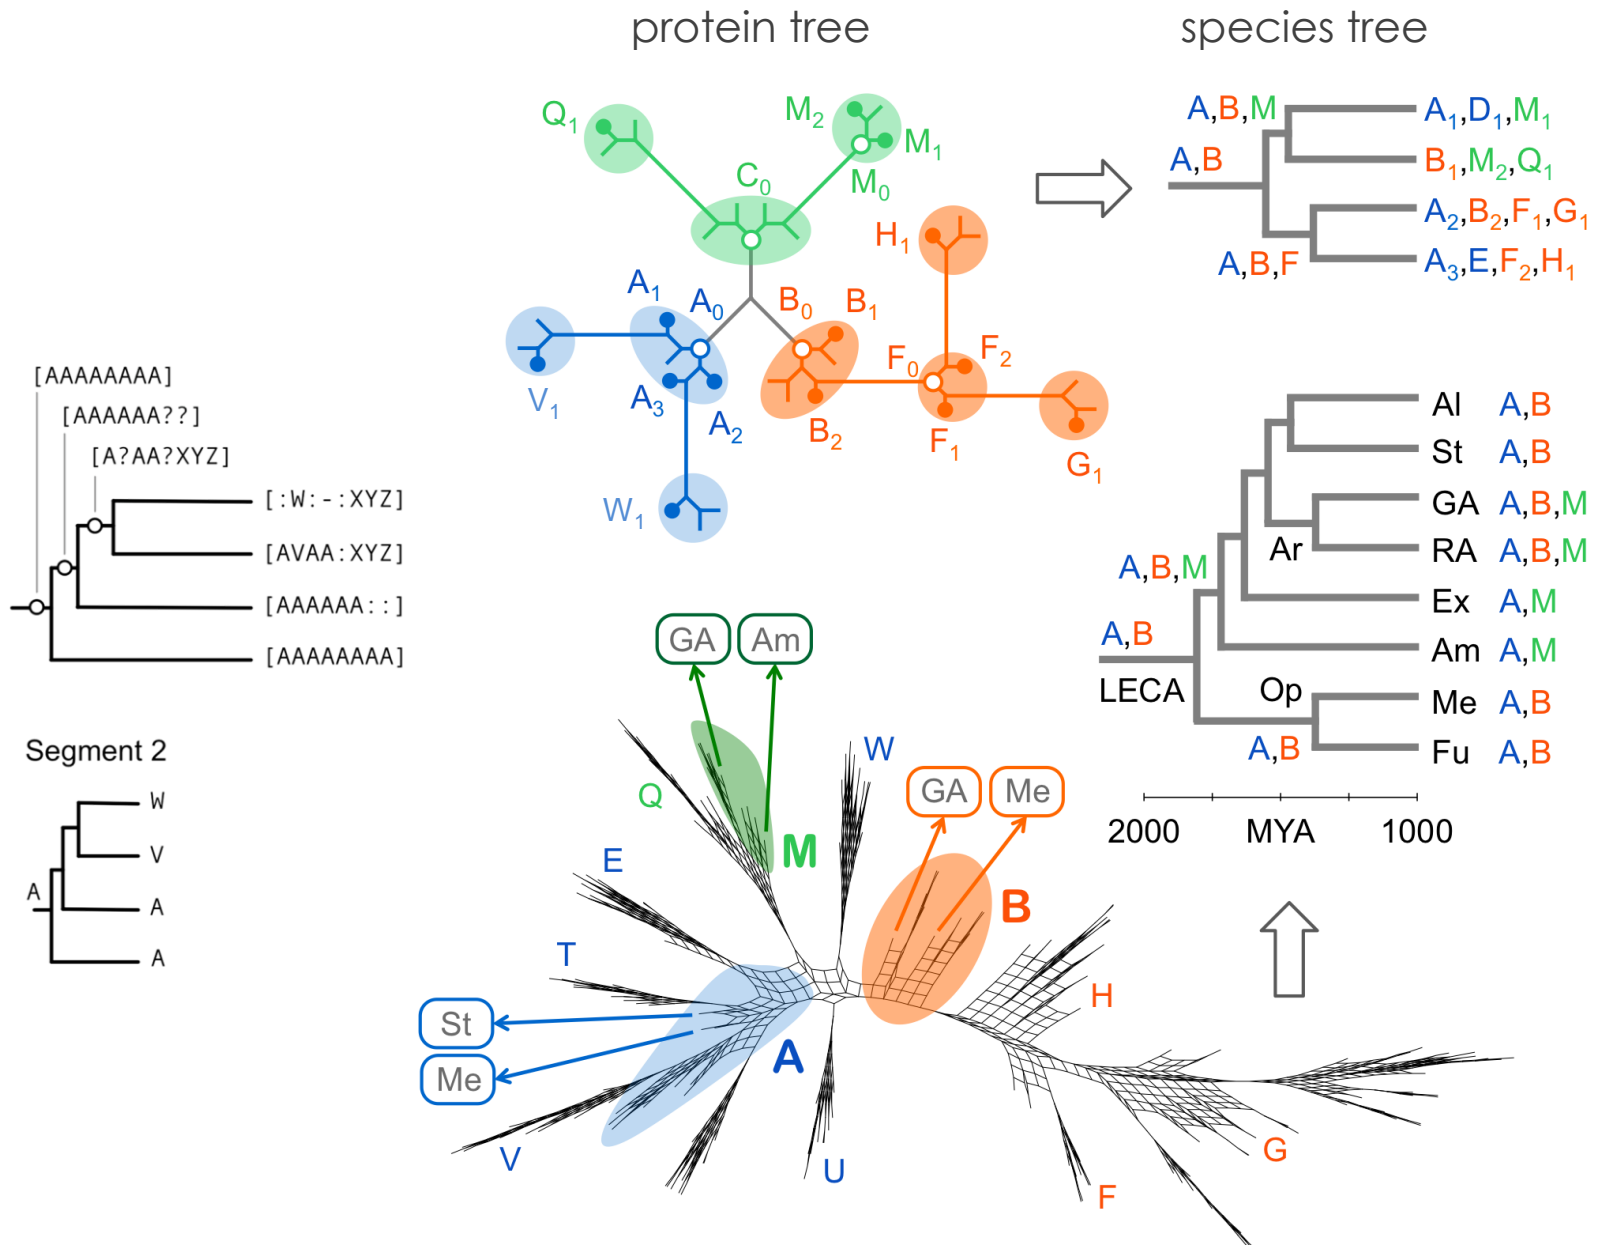 protein tree
species tree
Q1
M2
M1
M0
C0
H1
A1
A0
B0
B1
F0
F2
V1
A3
A2
B2
F1
G1
W1
A,B,M
A,B
A,B,F
A1,D1,M1
B1,M2,Q1
A2,B2,F1,G1
A3,E,F2,H1
[AAAAAAAA]
[AAAAAA??]
[A?AA?XYZ]
[:W:-:XYZ]
[AVAA:XYZ]
[AAAAAA::]
[AAAAAAAA]
Segment 2
W
V
A
A
A
Al A,B
St A,B
GA A,B,M
RA A,B,M
Ar
Ex A,M
A,B,M
Am A,M
A,B
LECA
Op
Me A,B
A,B
Fu A,B
2000 MYA 1000
GA
Am
Q
M
W
GA
Me
B
E
T
St
Me
A
V
U
H
G
F